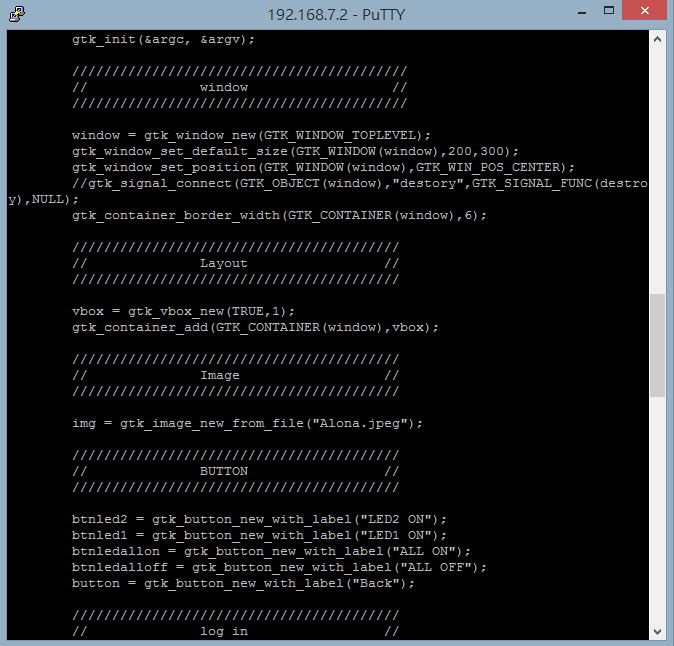 192.168.7.2 - PuTTY
gtk_init(&argc, &argv);
//////////////////////////////////////////
//              window                  //
//////////////////////////////////////////
window = gtk_window_new(GTK_WINDOW_TOPLEVEL);
gtk_window_set_default_size(GTK_WINDOW(window),200,300);
gtk_window_set_position(GTK_WINDOW(window),GTK_WIN_POS_CENTER);
//gtk_signal_connect(GTK_OBJECT(window),"destory",GTK_SIGNAL_FUNC(destro
y),NULL);
gtk_container_border_width(GTK_CONTAINER(window),6);
/////////////////////////////////////////
//              Layout                 //
/////////////////////////////////////////
vbox = gtk_vbox_new(TRUE,1);
gtk_container_add(GTK_CONTAINER(window),vbox);
/////////////////////////////////////////
//              Image                  //
/////////////////////////////////////////
img = gtk_image_new_from_file("Alona.jpeg");
/////////////////////////////////////////
//              BUTTON                 //
/////////////////////////////////////////
btnled2 = gtk_button_new_with_label("LED2 ON");
btnled1 = gtk_button_new_with_label("LED1 ON");
btnledallon = gtk_button_new_with_label("ALL ON");
btnledalloff = gtk_button_new_with_label("ALL OFF");
button = gtk_button_new_with_label("Back");
/////////////////////////////////////////
//              log in                 //